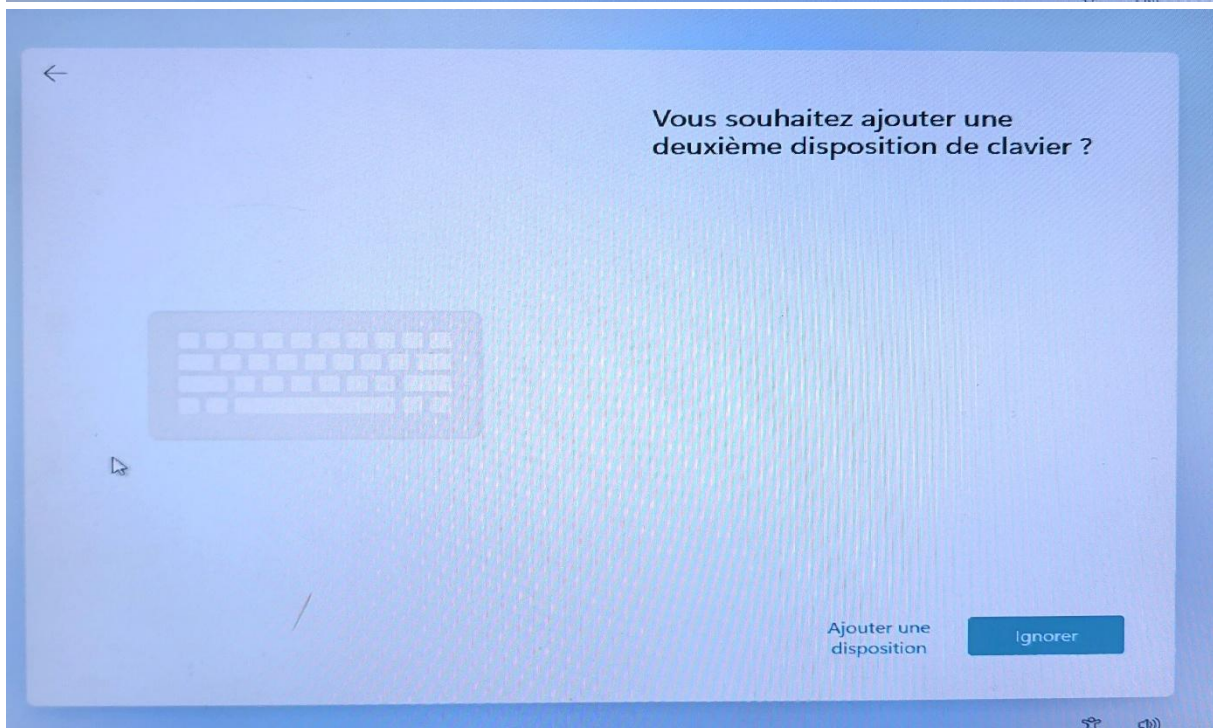 Vous souhaitez ajouter une
deuxième disposition de clavier ?
Ajouter une
disposition
Ignorer